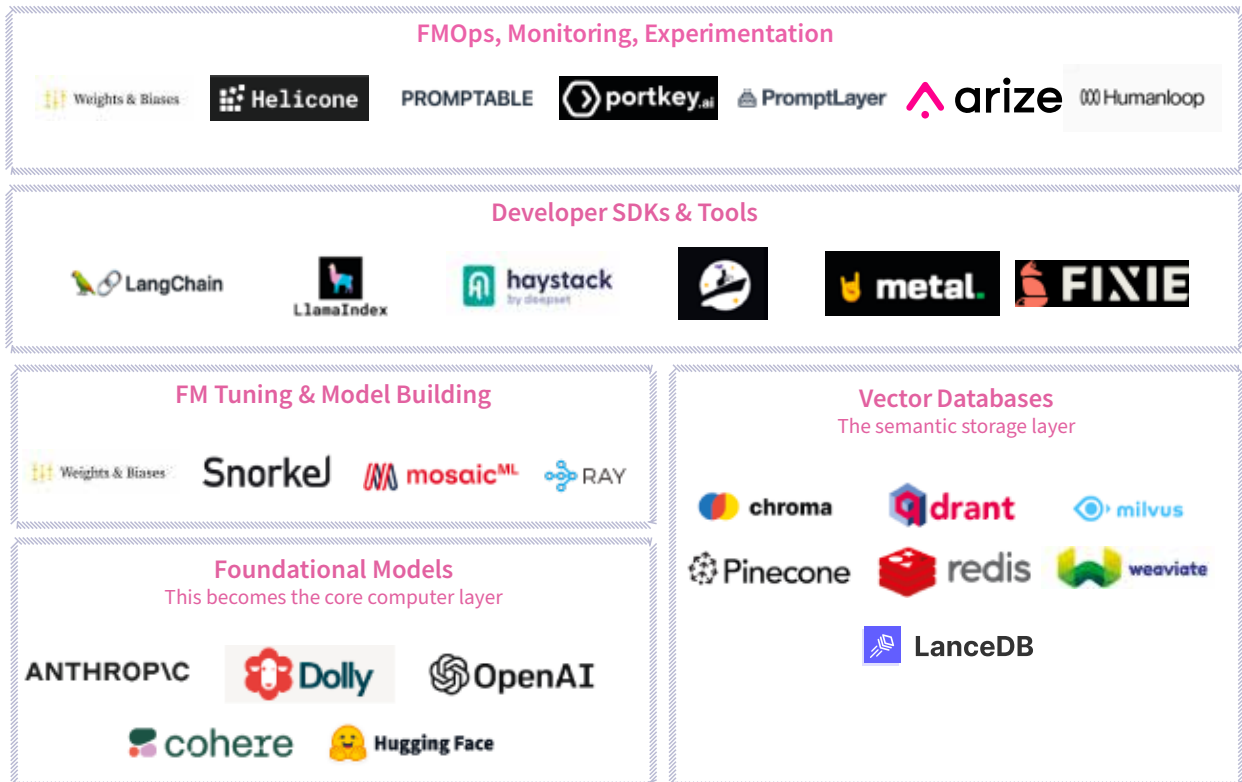 FMOps, Monitoring, Experimentation
Weights & Biases
Helicone
PROMPTABLE
portkey.ai
PromptLayer
arize
Humanloop
Developer SDKs & Tools
LangChain
LlamaIndex
haystack
by deepset
metal.
FIXIE
FM Tuning & Model Building
Weights & Biases
Snorkel
mosaicML
RAY
Vector Databases
The semantic storage layer
chroma
qdrant
milvus
Pinecone
redis
weaviate
LanceDB
Foundational Models
This becomes the core computer layer
ANTHROP\C
Dolly
OpenAI
cohere
Hugging Face